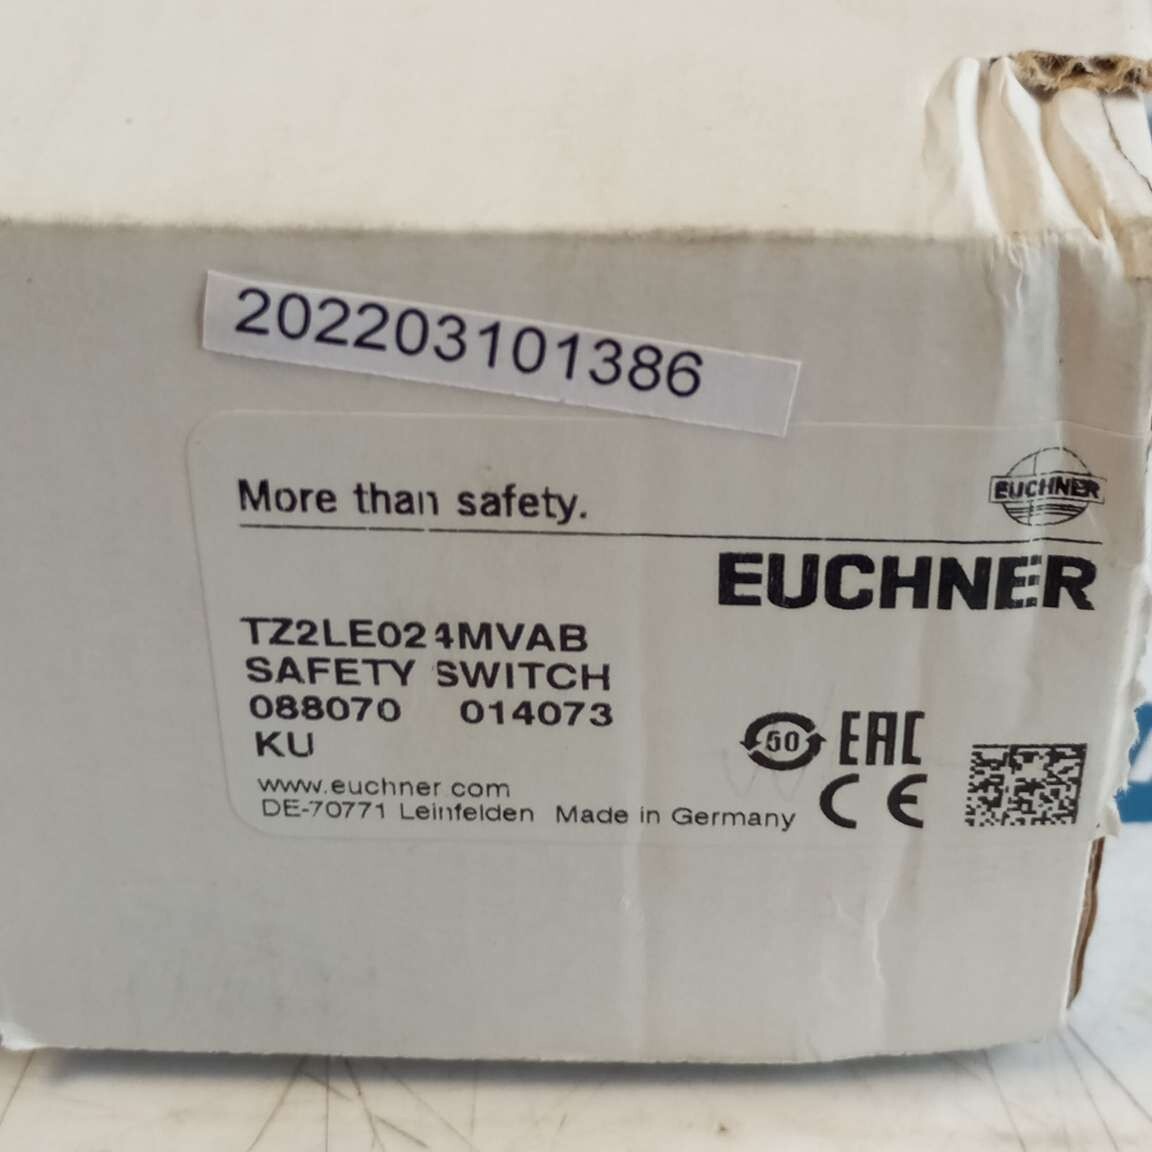 202203101386
More than safety.
EUCHNER
EUCHNER
TZ2LE024MVAB
SAFETY SWITCH
088070 014073
KU
50 EAC
www.euchner.com
DE-70771 Leinfelden Made in Germany CE